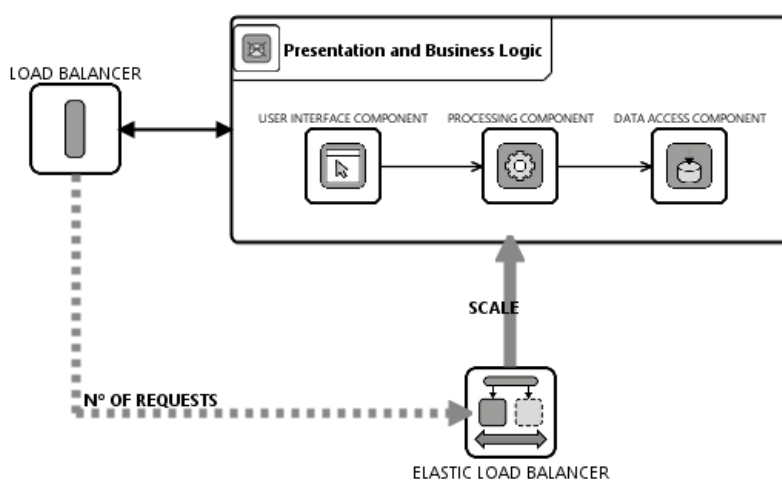 Presentation and Business Logic
LOAD BALANCER
USER INTERFACE COMPONENT
PROCESSING COMPONENT
DATA ACCESS COMPONENT
SCALE
Nº OF REQUESTS
ELASTIC LOAD BALANCER